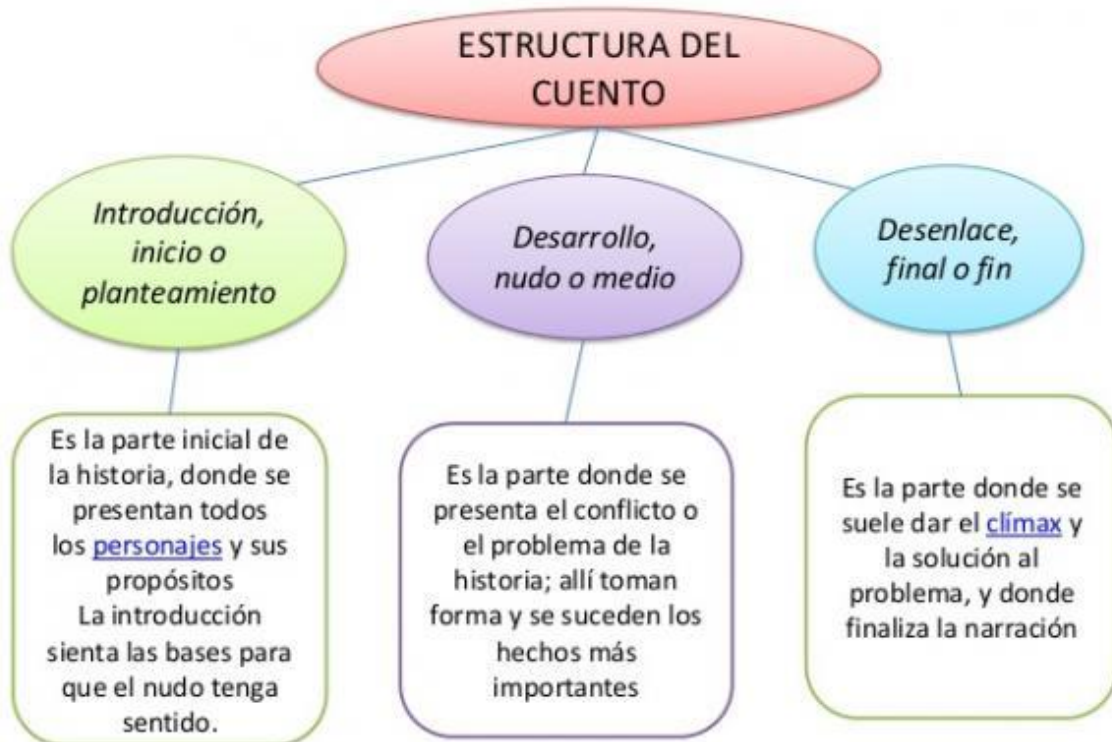 ESTRUCTURA DEL
CUENTO
Introducción,
inicio o
planteamiento
Desarrollo,
nudo o medio
Desenlace,
final o fin
Es la parte inicial de
la historia, donde se
presentan todos
los personajes y sus
propósitos
La introducción
sienta las bases para
que el nudo tenga
sentido.
Es la parte donde se
presenta el conflicto o
el problema de la
historia; allí toman
forma y se suceden los
hechos más
importantes
Es la parte donde se
suele dar el clímax y
la solución al
problema, y donde
finaliza la narración